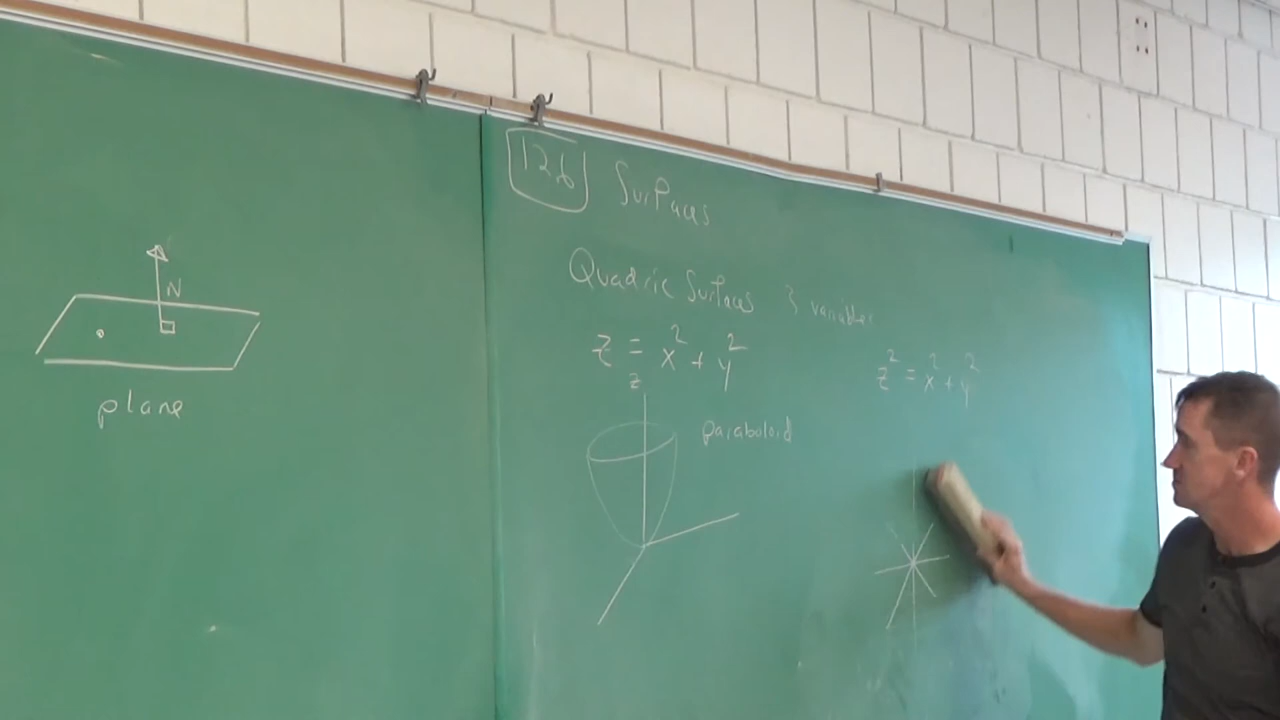 12.6 Surfaces
Quadric Surfaces 3 variables
z = x² + y²
z² = x² + y²
z
paraboloid
N
plane